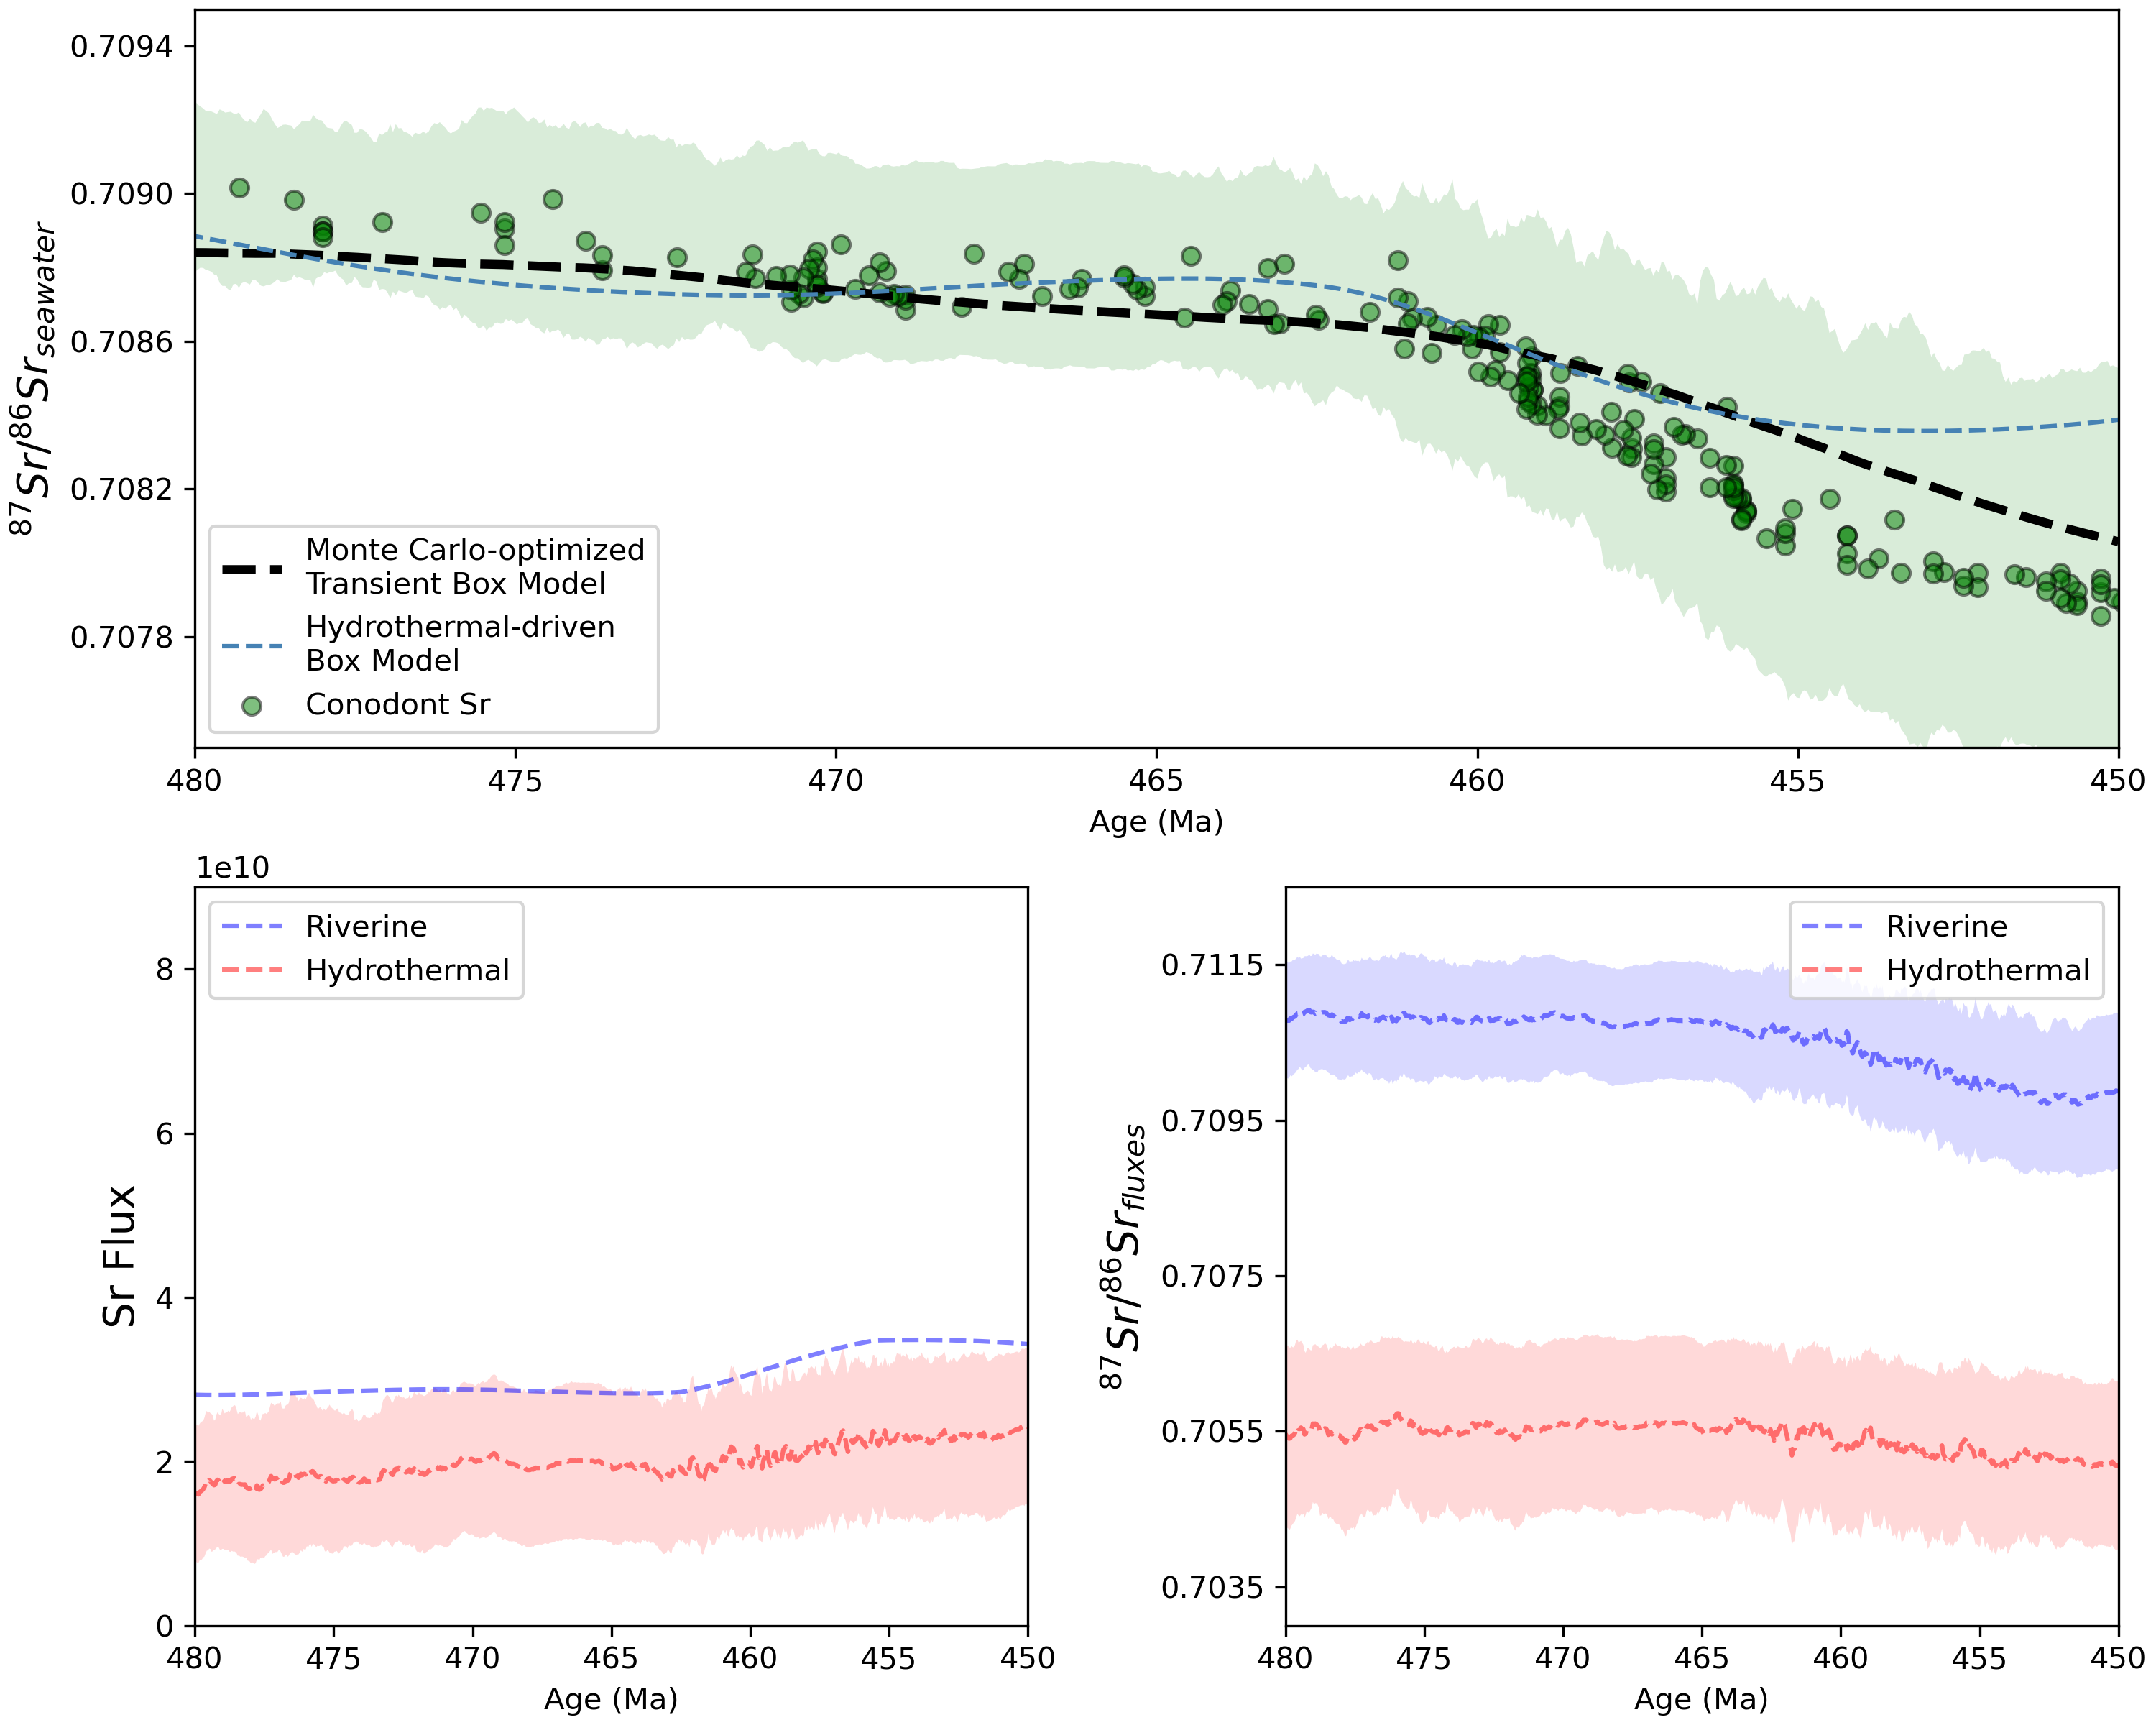 0.7094
0.7090
0.7086
0.7082
0.7078
⁸⁷Sr/⁸⁶Sr_seawater
Monte Carlo-optimized
Transient Box Model
Hydrothermal-driven
Box Model
Conodont Sr
480 475 470 465 460 455 450
Age (Ma)
1e10
Riverine
Hydrothermal
8
6
4
2
0
Sr Flux
480 475 470 465 460 455 450
Age (Ma)
Riverine
Hydrothermal
0.7115
0.7095
0.7075
0.7055
0.7035
⁸⁷Sr/⁸⁶Sr_fluxes
480 475 470 465 460 455 450
Age (Ma)